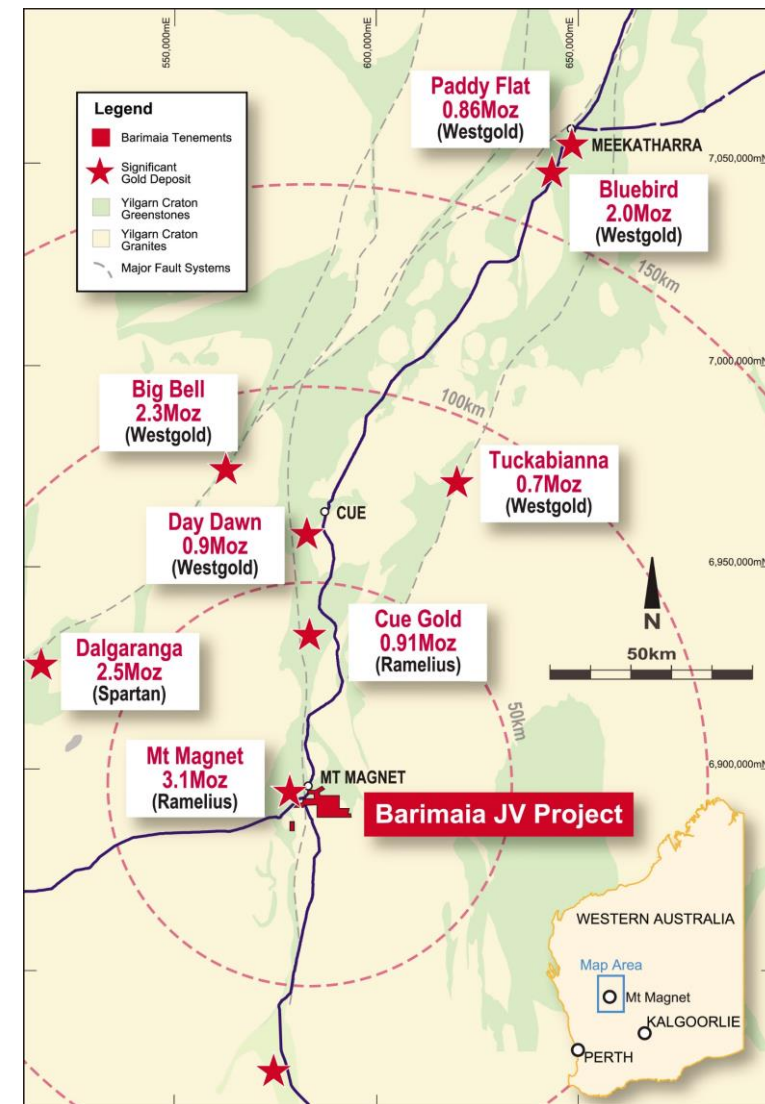 550,000mE
600,000mE
650,000mE
Legend
Barimaia Tenements
Significant
Gold Deposit
Yilgarn Craton
Greenstones
Yilgarn Craton
Granites
Major Fault Systems
Paddy Flat
0.86Moz
(Westgold)
MEEKATHARRA
7,050,000mN
Bluebird
2.0Moz
(Westgold)
150km
7,000,000mN
Big Bell
2.3Moz
(Westgold)
100km
Tuckabianna
0.7Moz
(Westgold)
CUE
Day Dawn
0.9Moz
(Westgold)
6,950,000mN
Cue Gold
0.91Moz
(Ramelius)
N
50km
Dalgaranga
2.5Moz
(Spartan)
50km
Mt Magnet
3.1Moz
(Ramelius)
MT MAGNET
6,900,000mN
Barimaia JV Project
WESTERN AUSTRALIA
Map Area
Mt Magnet
KALGOORLIE
PERTH